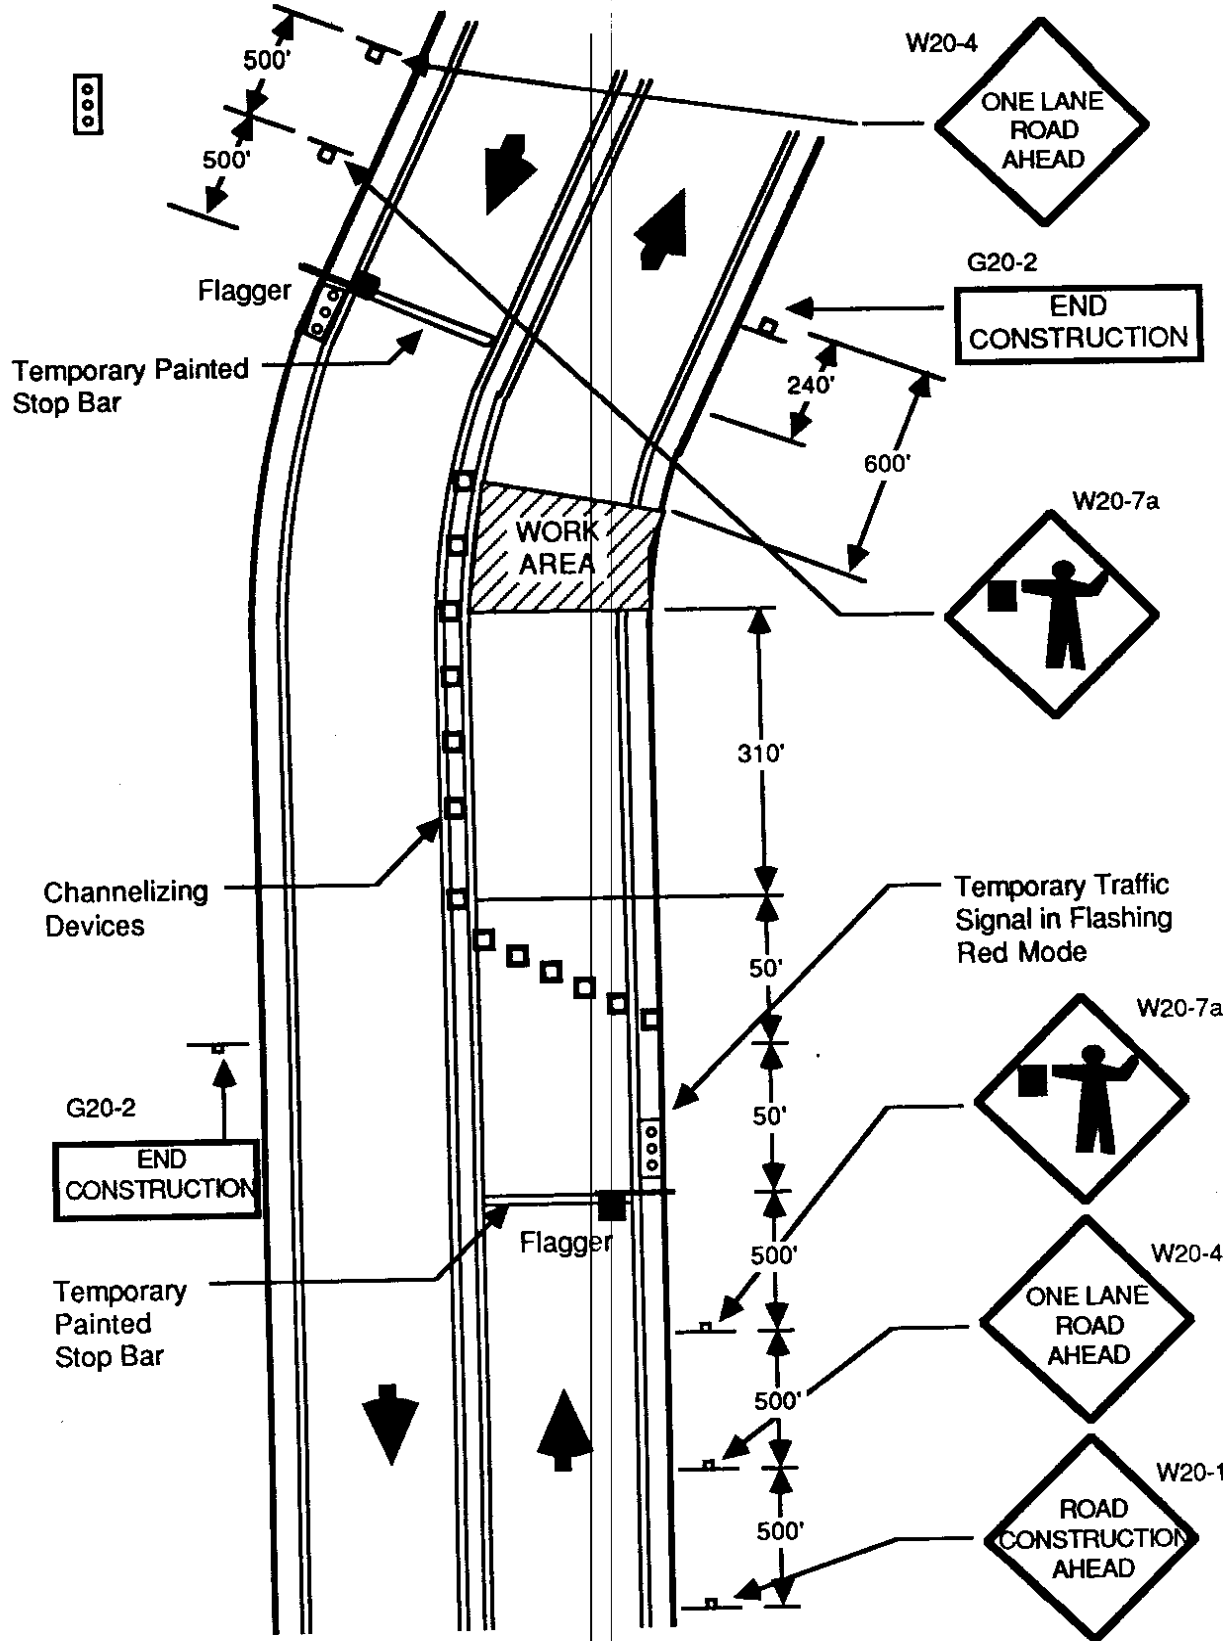 W20-4
500'
ONE LANE
ROAD
AHEAD
500'
G20-2
Flagger
END
CONSTRUCTION
Temporary Painted
Stop Bar
240'
600'
W20-7a
WORK
AREA
310'
Channelizing
Devices
Temporary Traffic
Signal in Flashing
Red Mode
50'
W20-7a
G20-2
50'
END
CONSTRUCTION
Flagger
500'
W20-4
Temporary
Painted
Stop Bar
ONE LANE
ROAD
AHEAD
500'
W20-1
ROAD
CONSTRUCTION
AHEAD
500'